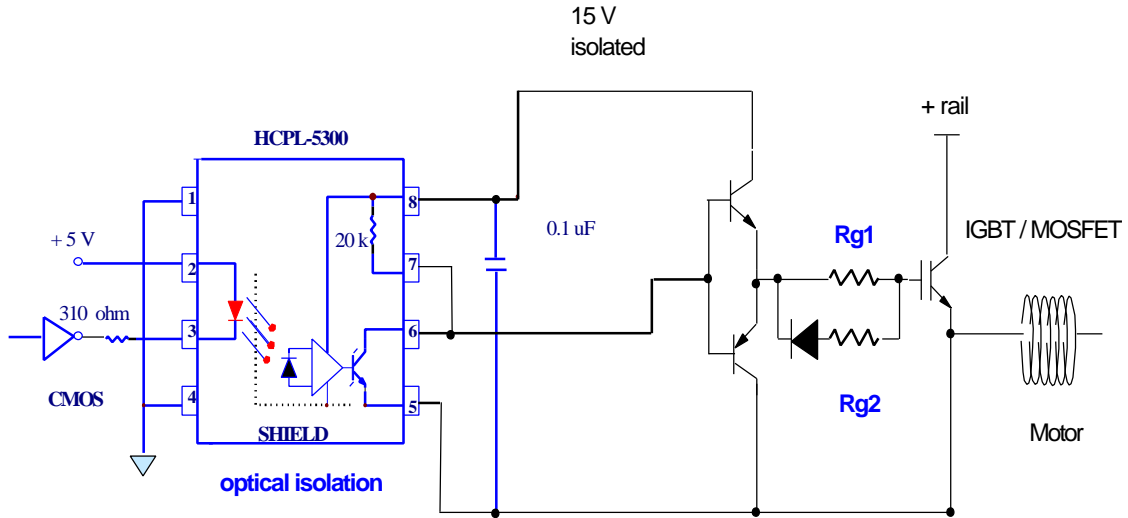 15 V
isolated
+ rail
HCPL-5300
1
8
20 k
0.1 uF
IGBT / MOSFET
Rg1
+ 5 V
2
7
310 ohm
3
6
CMOS
4
5
Rg2
SHIELD
Motor
optical isolation